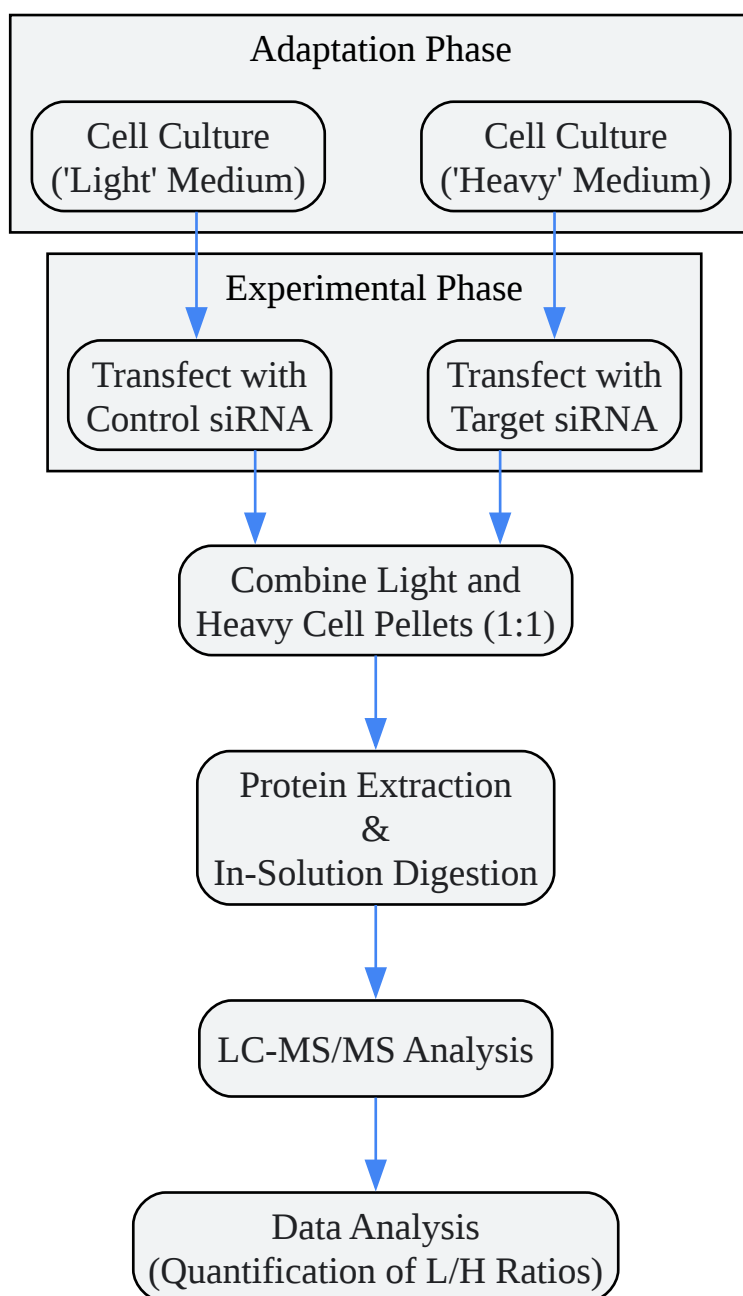 Adaptation Phase
Cell Culture
('Light' Medium)
Cell Culture
('Heavy' Medium)
Experimental Phase
Transfect with
Control siRNA
Transfect with
Target siRNA
Combine Light and
Heavy Cell Pellets (1:1)
Protein Extraction
&
In-Solution Digestion
LC-MS/MS Analysis
Data Analysis
(Quantification of L/H Ratios)